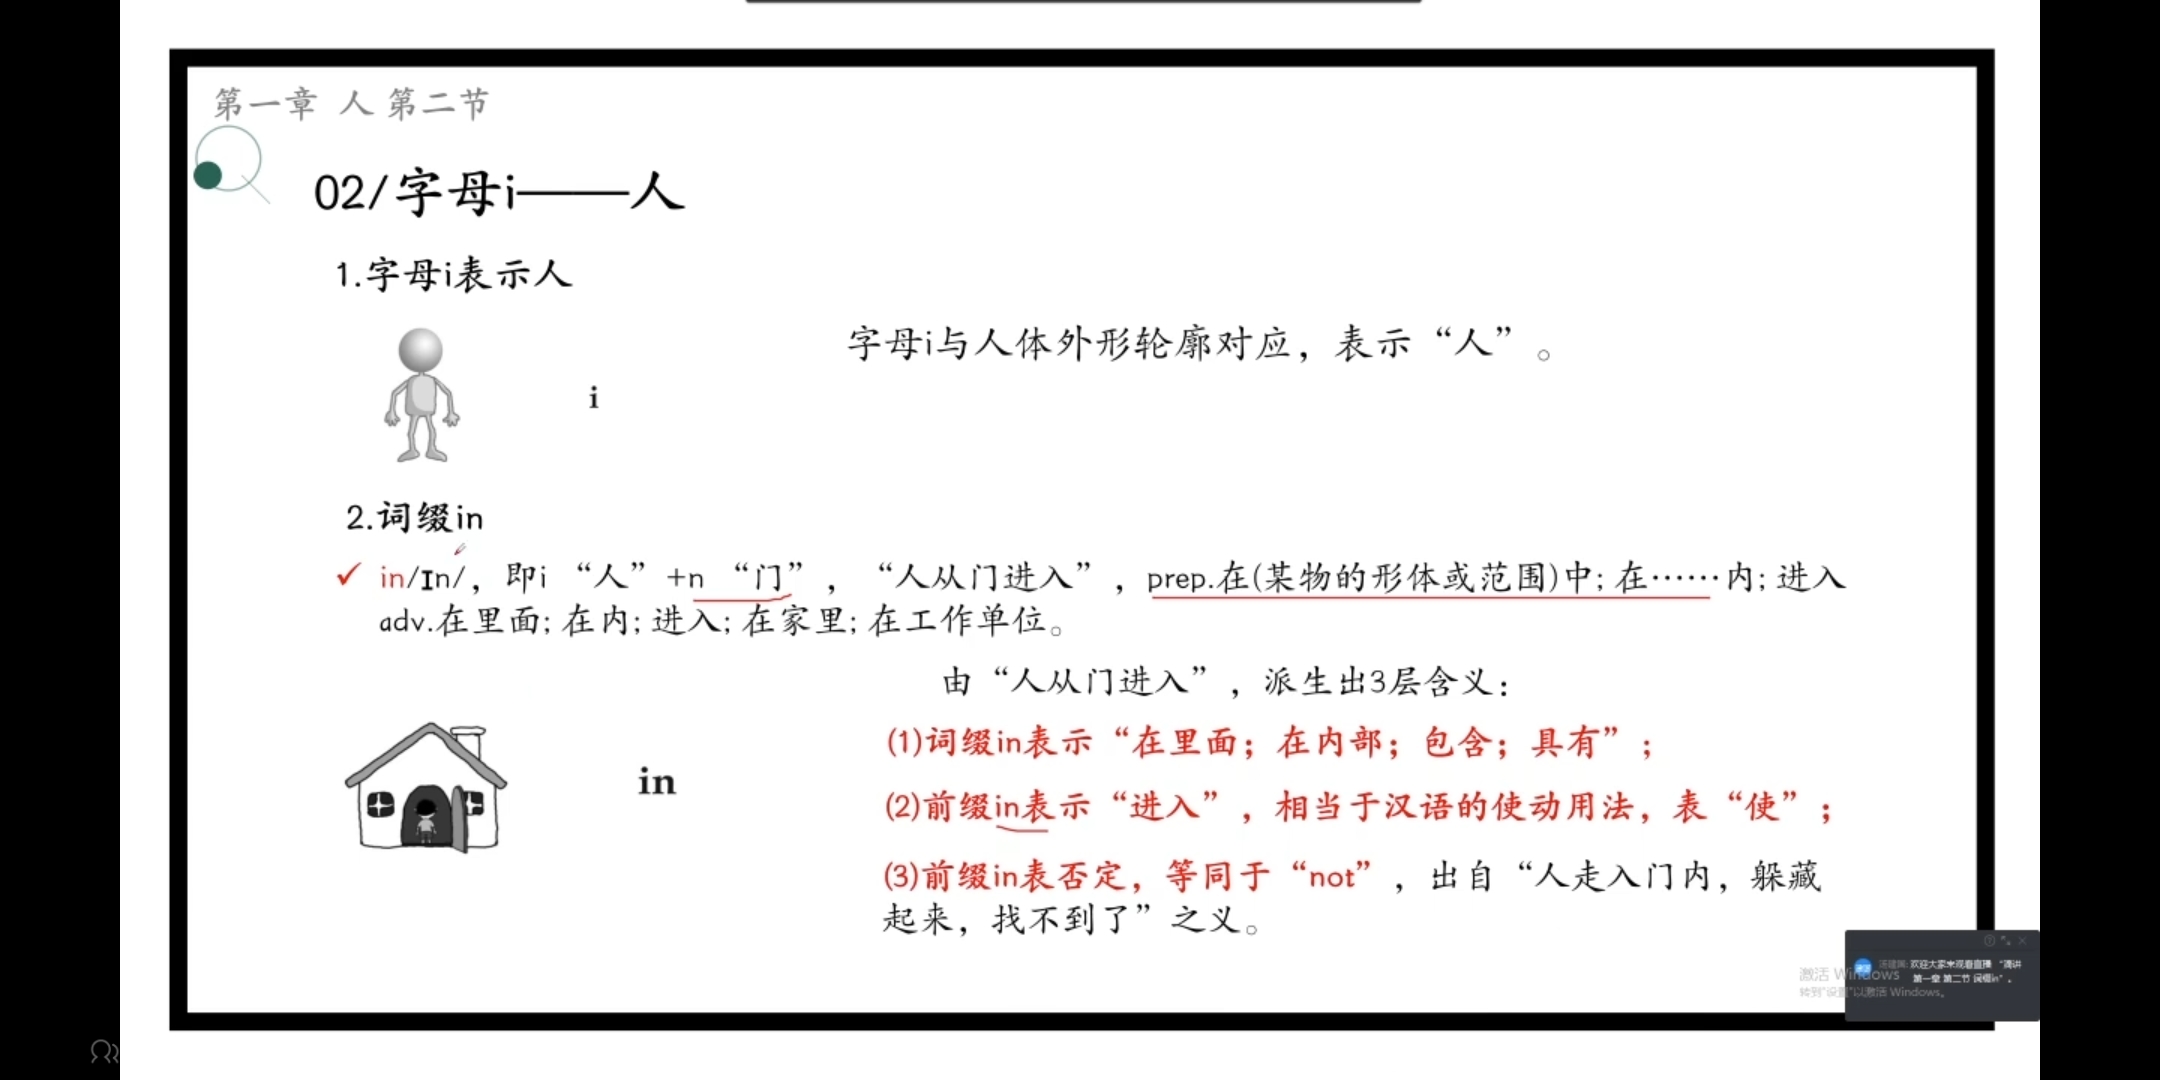 第一章 人 第二节
02/字母i——人
1.字母i表示人
字母i与人体外形轮廓对应，表示“人”。
i
2.词缀in
✓ in/ɪn/，即i “人”+n “门”，“人从门进入”，prep.在(某物的形体或范围)中; 在……内; 进入
adv.在里面; 在内; 进入; 在家里; 在工作单位。
由“人从门进入”，派生出3层含义：
(1)词缀in表示“在里面；在内部；包含；具有”；
in
(2)前缀in表示“进入”，相当于汉语的使动用法，表“使”；
(3)前缀in表否定，等同于“not”，出自“人走入门内，躲藏
起来，找不到了”之义。
欢迎大家来观看直播 “精讲
第一章 第二节 词缀in”。
激活 Windows
转到“设置”以激活 Windows。